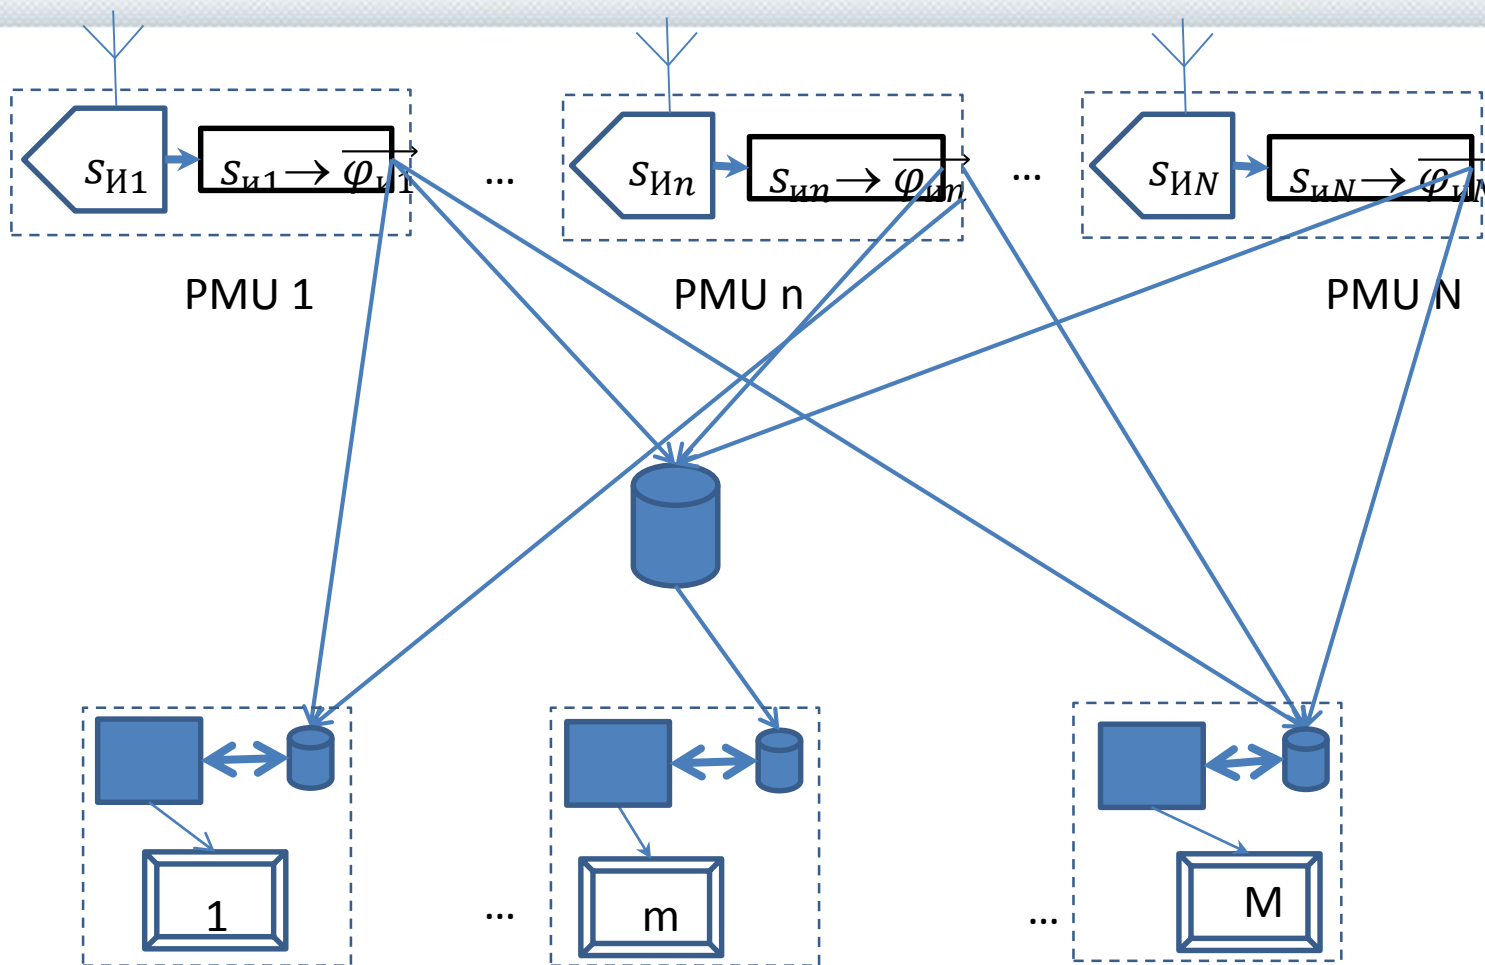 s_И1 s_и1 → φ_и1 ... s_Иn s_иn → φ_иn ... s_ИN s_иN → φ_иN
PMU 1 PMU n PMU N
1 ... m ... M